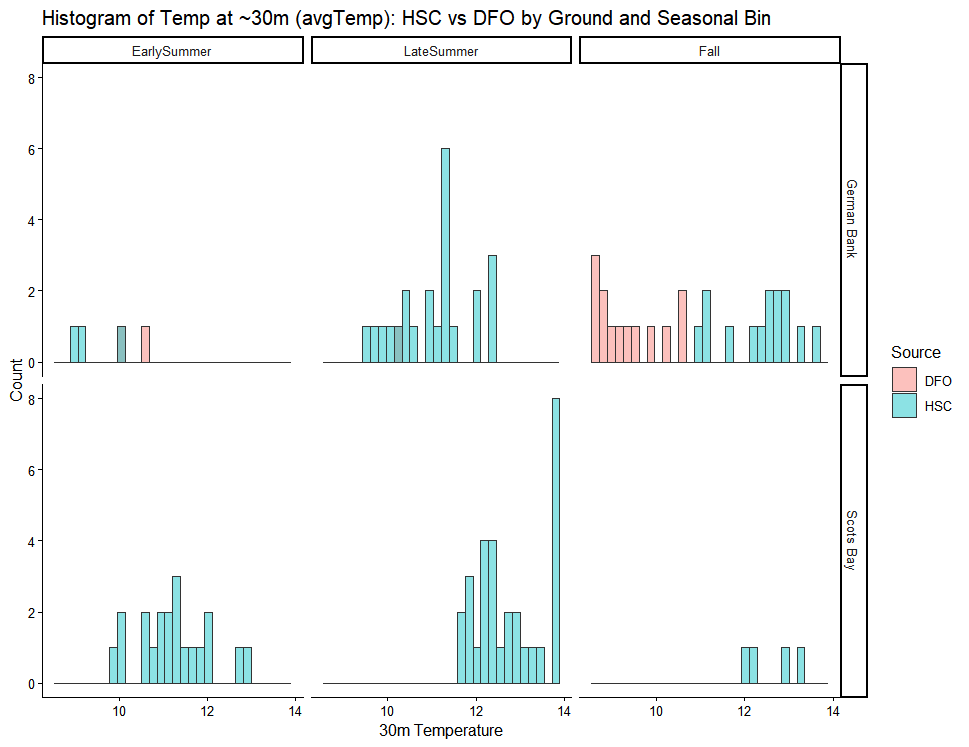 Histogram of Temp at ~30m (avgTemp): HSC vs DFO by Ground and Seasonal Bin
EarlySummer
LateSummer
Fall
8
6
4
2
0
German Bank
8
6
4
2
0
Scots Bay
Count
10
12
14
10
12
14
10
12
14
30m Temperature
Source
DFO
HSC